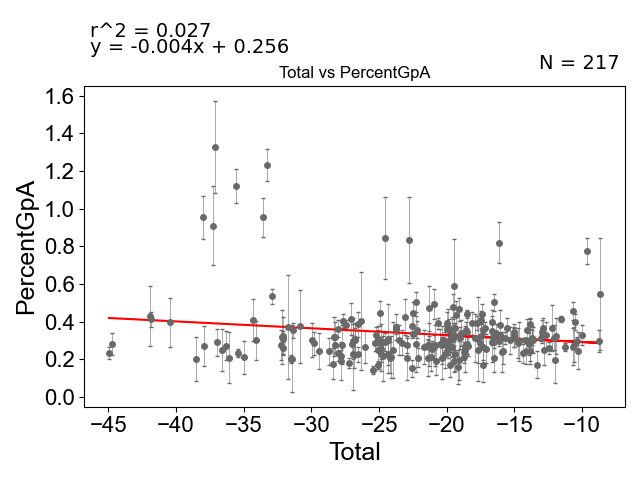 r^2 = 0.027
y = -0.004x + 0.256
N = 217
Total vs PercentGpA
PercentGpA
1.6
1.4
1.2
1.0
0.8
0.6
0.4
0.2
0.0
−45 −40 −35 −30 −25 −20 −15 −10
Total